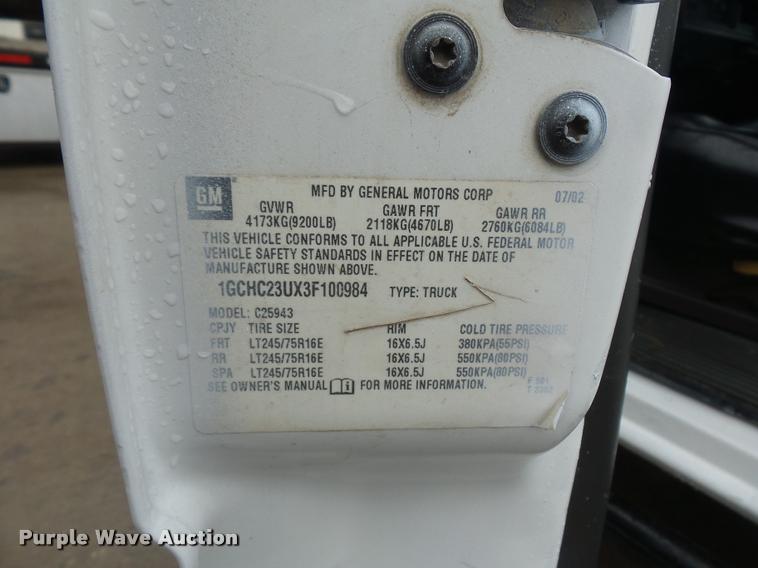 GM
MFD BY GENERAL MOTORS CORP 07/02
GVWR GAWR FRT GAWR RR
4173KG(9200LB) 2118KG(4670LB) 2760KG(6084LB)
THIS VEHICLE CONFORMS TO ALL APPLICABLE U.S. FEDERAL MOTOR
VEHICLE SAFETY STANDARDS IN EFFECT ON THE DATE OF
MANUFACTURE SHOWN ABOVE.
1GCHC23UX3F100984 TYPE: TRUCK
MODEL: C25943
CPJY TIRE SIZE RIM COLD TIRE PRESSURE
FRT LT245/75R16E 16X6.5J 380KPA(55PSI)
RR LT245/75R16E 16X6.5J 550KPA(80PSI)
SPA LT245/75R16E 16X6.5J 550KPA(80PSI)
SEE OWNER'S MANUAL FOR MORE INFORMATION.
Purple Wave Auction